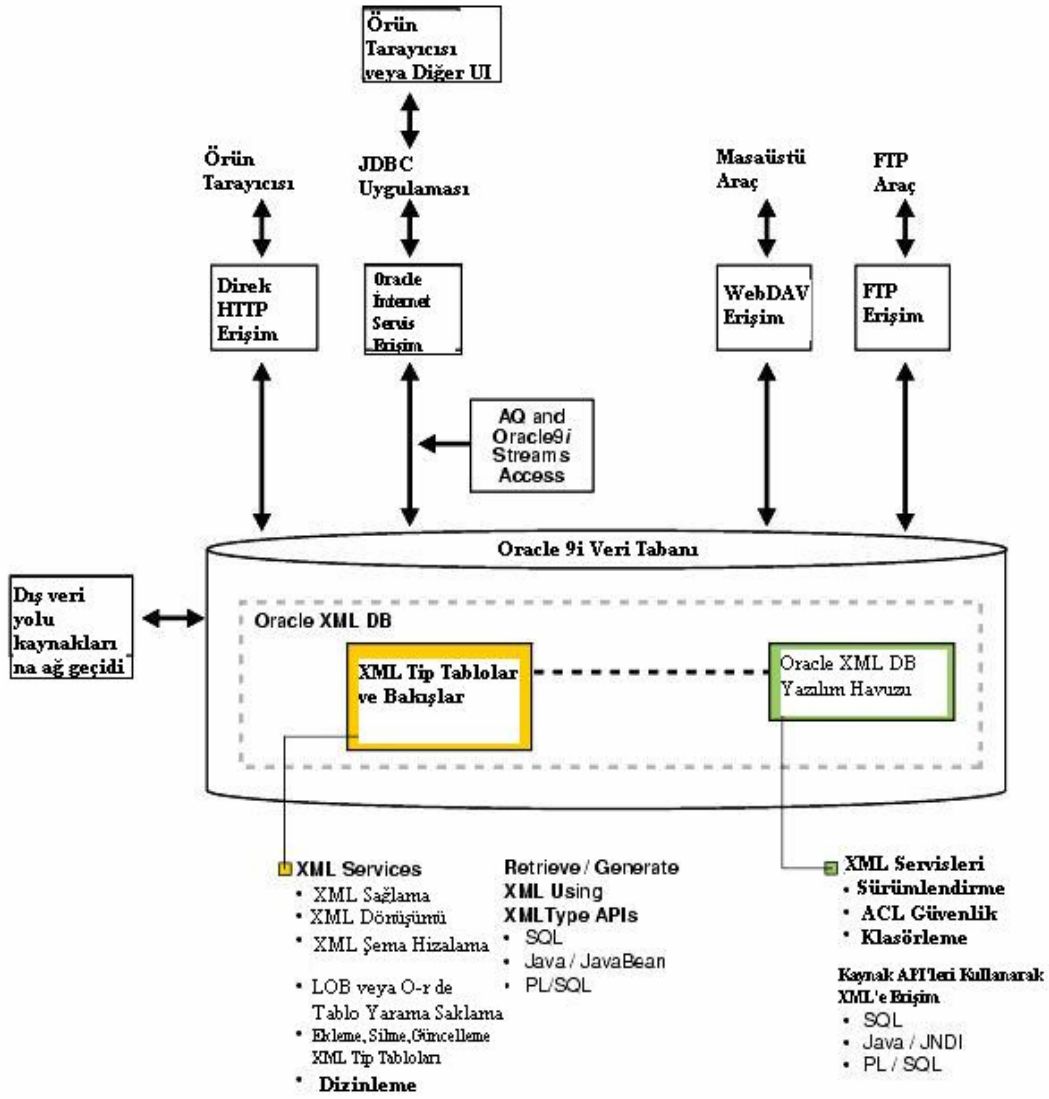 Örün
Tarayıcısı
veya Diğer UI
Örün
Tarayıcısı
JDBC
Uygulaması
Masaüstü
Araç
FTP
Araç
Direk
HTTP
Erişim
Oracle
İnternet
Servis
Erişim
WebDAV
Erişim
FTP
Erişim
AQ and
Oracle9i
Streams
Access
Oracle 9i Veri Tabanı
Dış veri
yolu
kaynakları
na ağ geçidi
Oracle XML DB
XML Tip Tablolar
ve Bakışlar
Oracle XML DB
Yazılım Havuzu
XML Services
• XML Sağlama
• XML Dönüşümü
• XML Şema Hizalama
• LOB veya O-r de
Tablo Yarama Saklama
• Ekleme, Silme,Güncelleme
XML Tip Tabloları
• Dizinleme
Retrieve / Generate
XML Using
XMLType APIs
• SQL
• Java / JavaBean
• PL/SQL
XML Servisleri
• Sürümlendirme
• ACL Güvenlik
• Klasörleme
Kaynak API'leri Kullanarak
XML'e Erişim
• SQL
• Java / JNDI
• PL / SQL